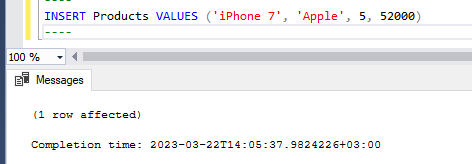 ----
INSERT Products VALUES ('iPhone 7', 'Apple', 5, 52000)
----
100 %
Messages
(1 row affected)
Completion time: 2023-03-22T14:05:37.9824226+03:00